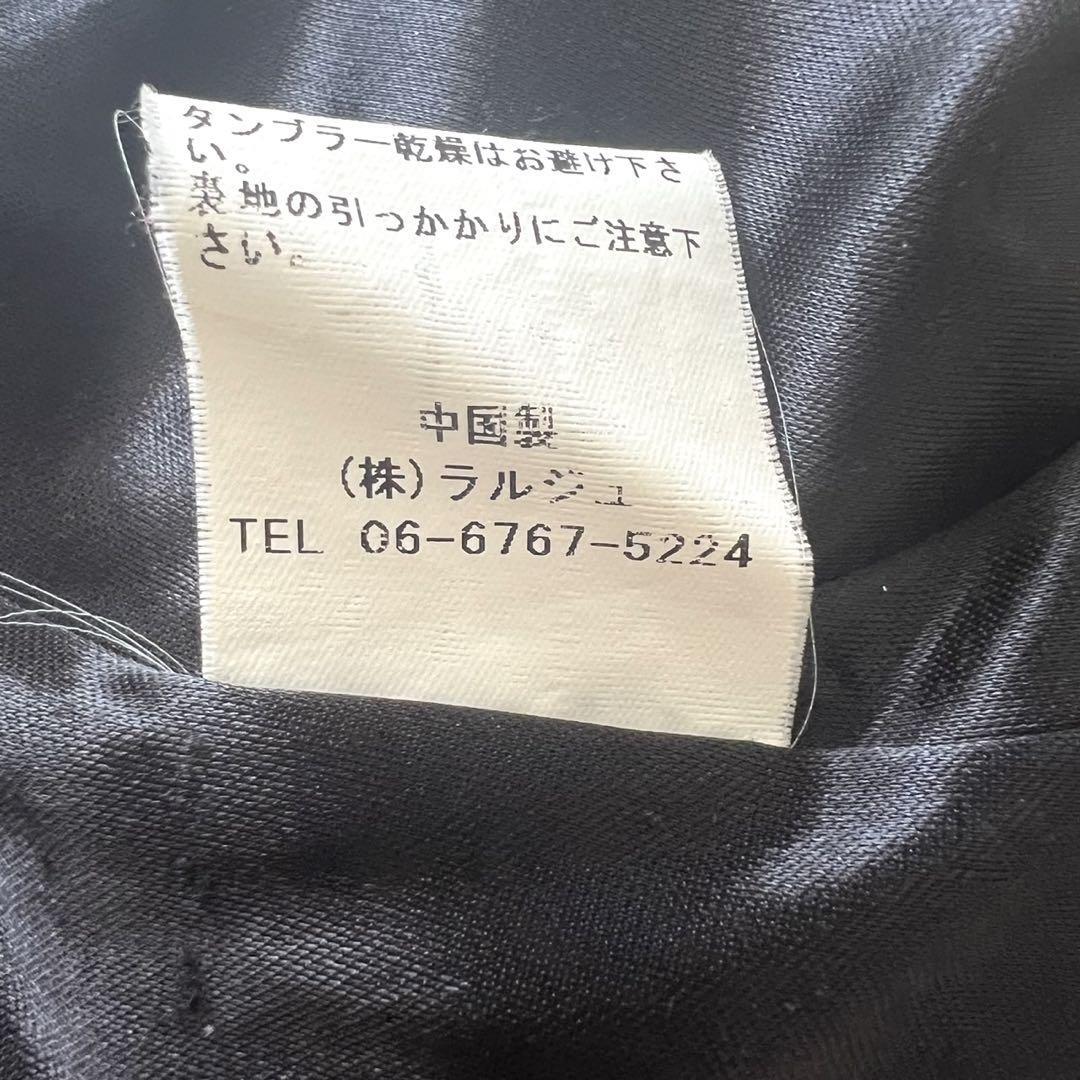 タンブラー乾燥はお避け下さ
い。
裏地の引っかかりにご注意下
さい。
中国製
(株)ラルジュ
TEL 06-6767-5224